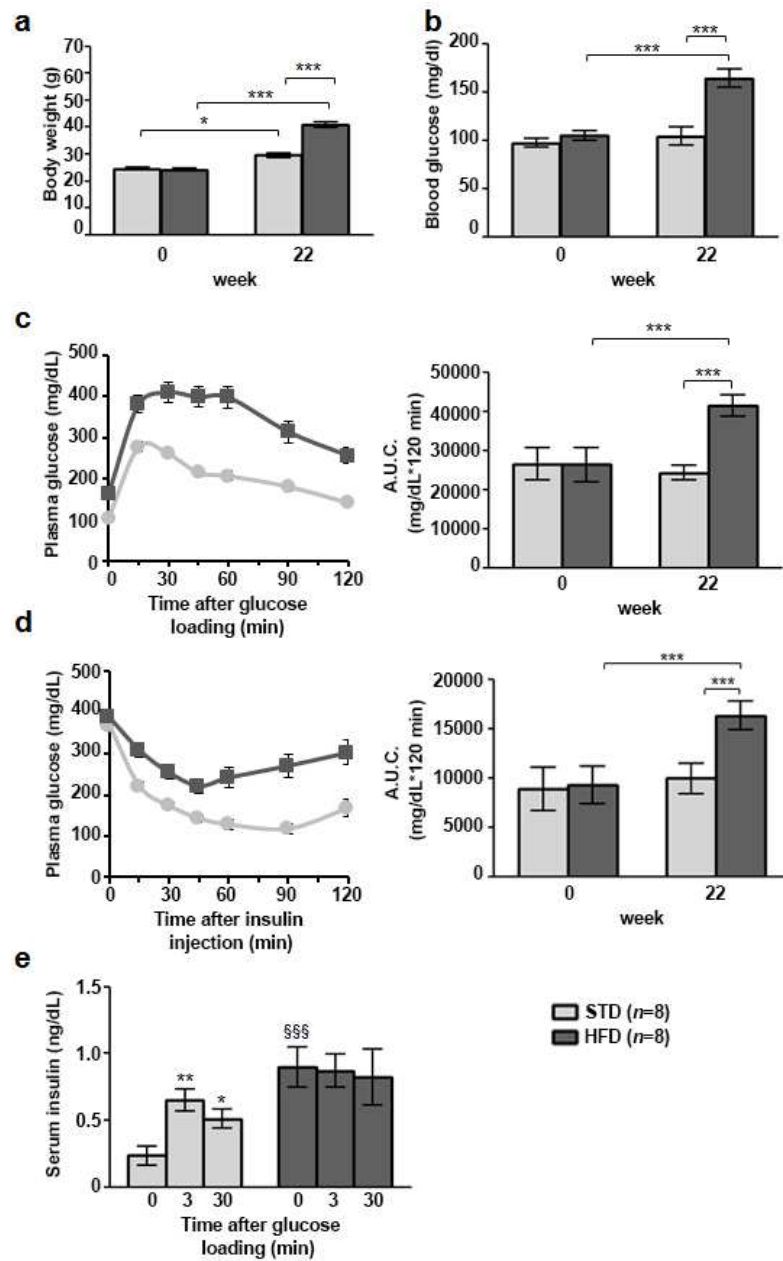 a
Body weight (g)
70
60
50
40
30
20
10
0
***
***
*
0 22
week
b
Blood glucose (mg/dl)
200
150
100
50
0
***
***
0 22
week
c
Plasma glucose (mg/dL)
500
400
300
200
100
0
0 30 60 90 120
Time after glucose
loading (min)
A.U.C.
(mg/dL*120 min)
50000
40000
30000
20000
10000
0
***
***
0 22
week
d
Plasma glucose (mg/dL)
500
400
300
200
100
0
0 30 60 90 120
Time after insulin
injection (min)
A.U.C.
(mg/dL*120 min)
20000
15000
10000
5000
0
***
***
0 22
week
e
Serum insulin (ng/dL)
1.5
1.0
0.5
0
**
*
§§§
0 3 30 0 3 30
Time after glucose
loading (min)
STD (n=8)
HFD (n=8)